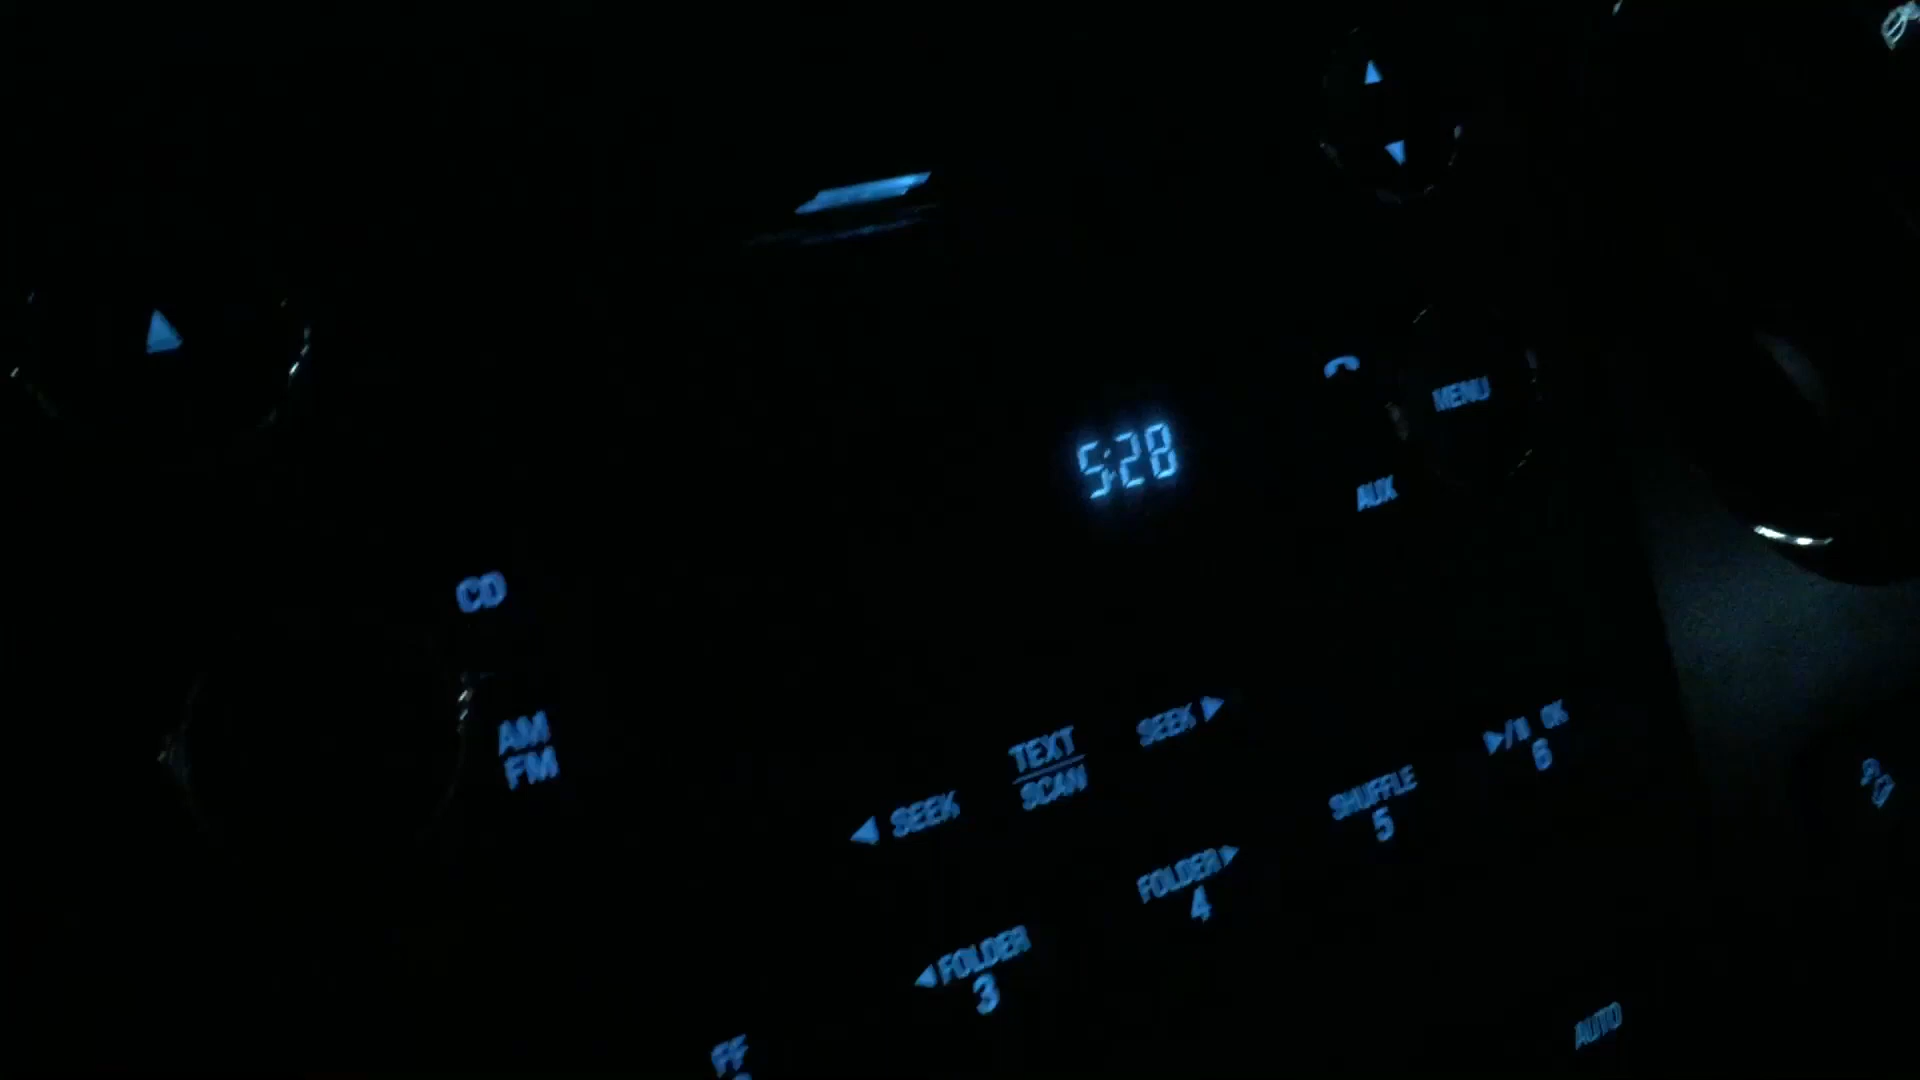 5:28
MENU
AUX
CD
AM
FM
SEEK
TEXT
SCAN
SEEK
OK
6
SHUFFLE
5
FOLDER
4
FOLDER
3
FF
AUTO